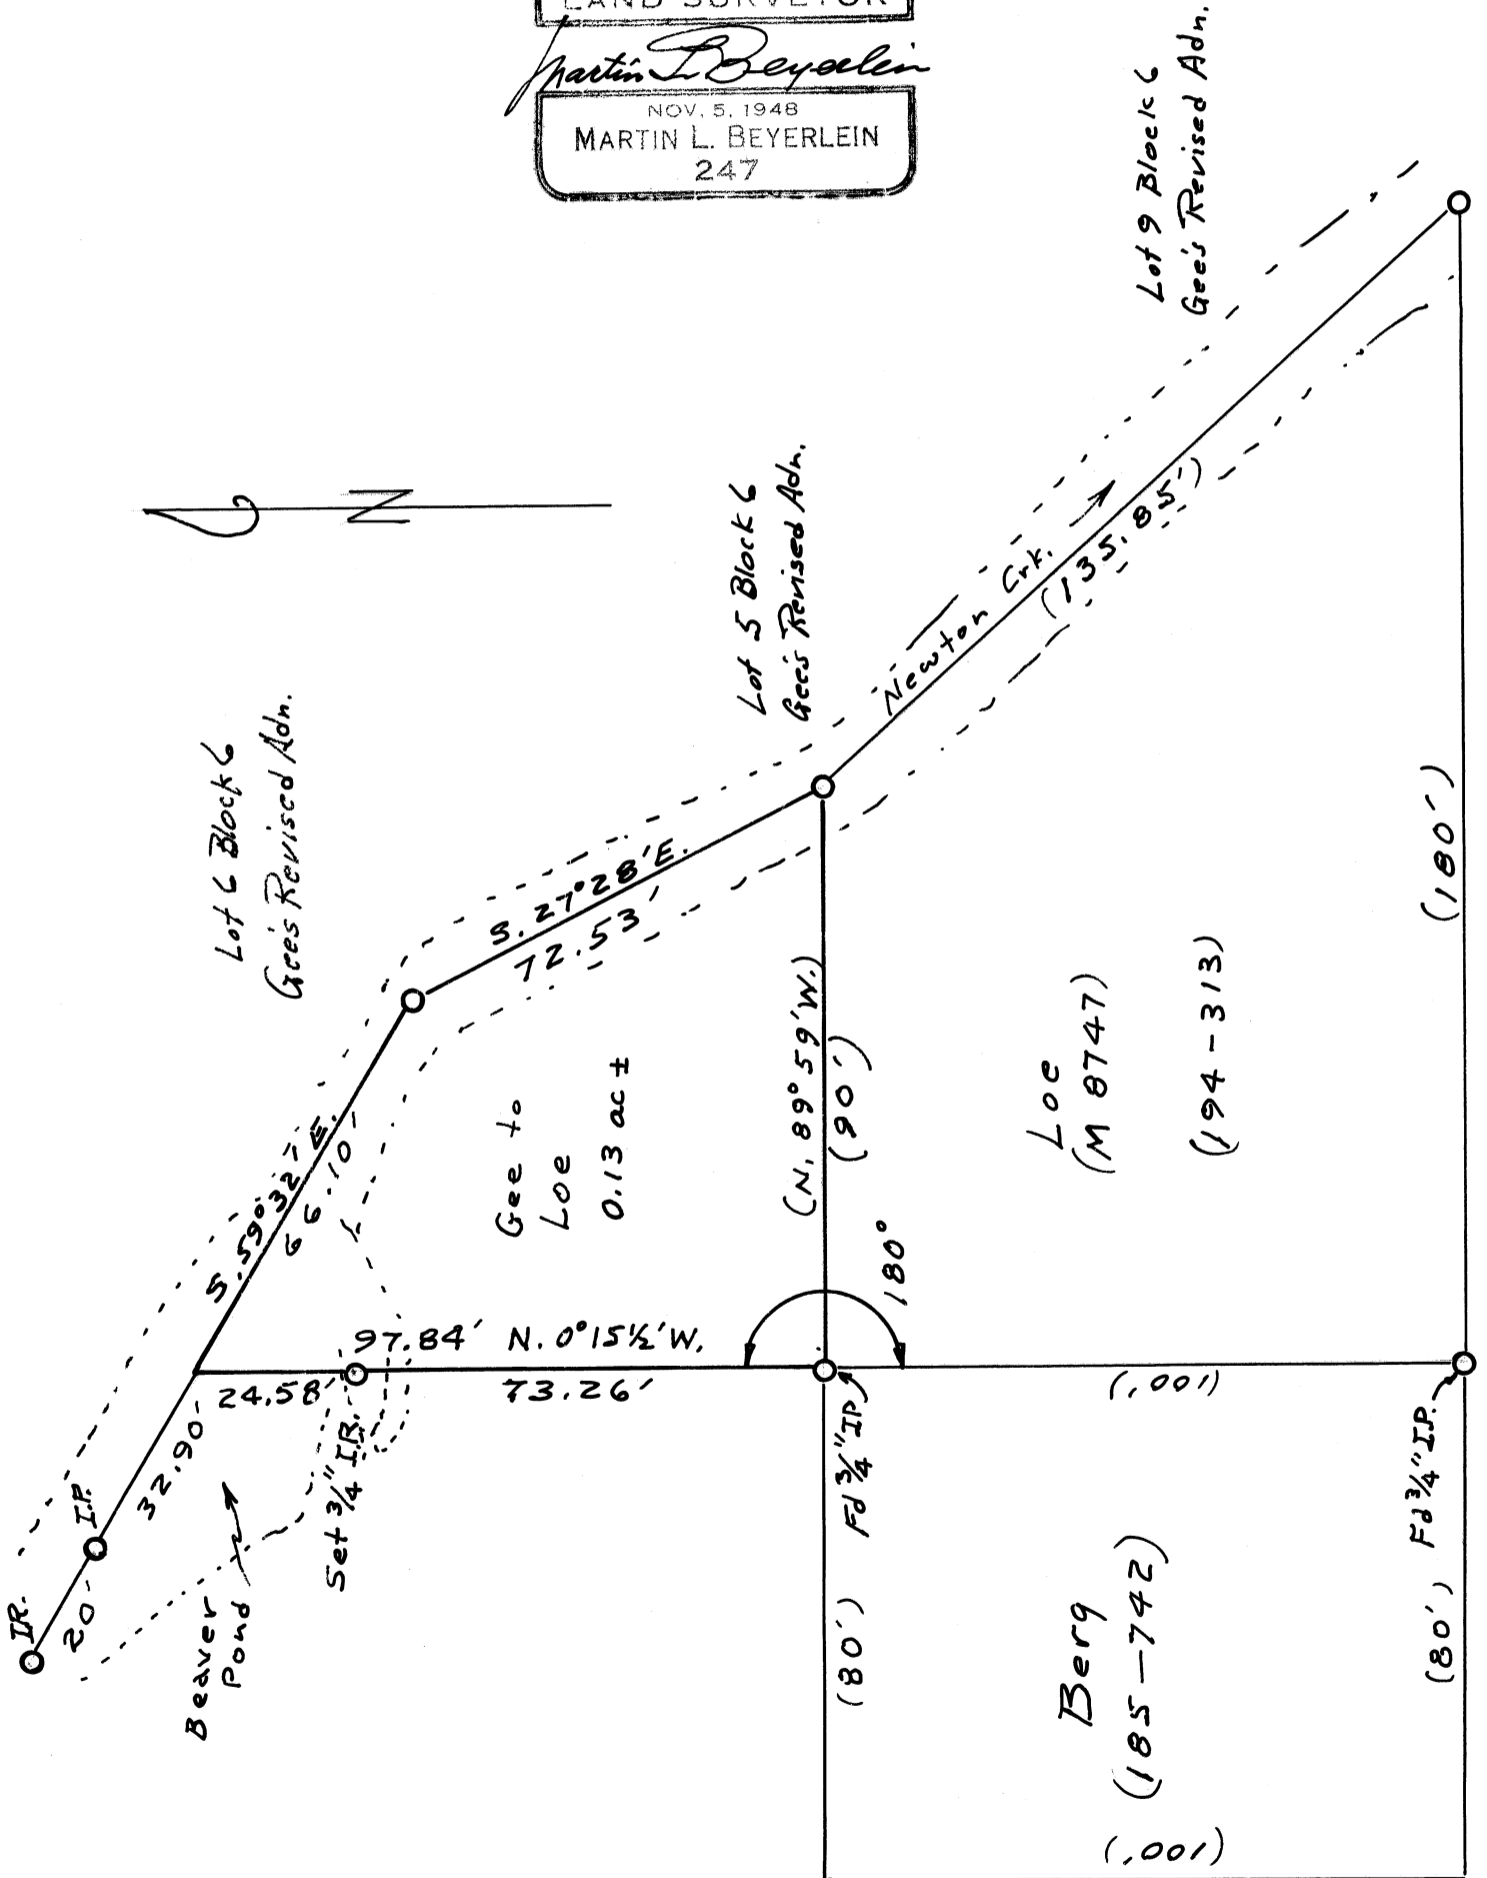 LAND SURVEYOR
Martin L Beyerlein
NOV. 5, 1948
MARTIN L. BEYERLEIN
247
Lot 9 Block 6
Gee's Revised Adn.
Lot 5 Block 6
Gee's Revised Adn.
Lot 6 Block 6
Gee's Revised Adn.
N
I.R.
20'
I.P.
32.90'
S. 59° 32' E.
66.10'
S. 27° 28' E.
72.53'
Newton Crk.
(135.85')
Beaver
Pond
24.58'
Set 3/4" I.R.
97.84' N. 0° 15½' W.
73.26'
Gee to
Loe
0.13 ac ±
(N. 89° 59' W.)
(90')
180°
Fd 3/4" IP
(80')
(100')
Loe
(M 8747)
(194-313)
(180')
Berg
(185-742)
(100')
(80')
Fd 3/4" I.P.